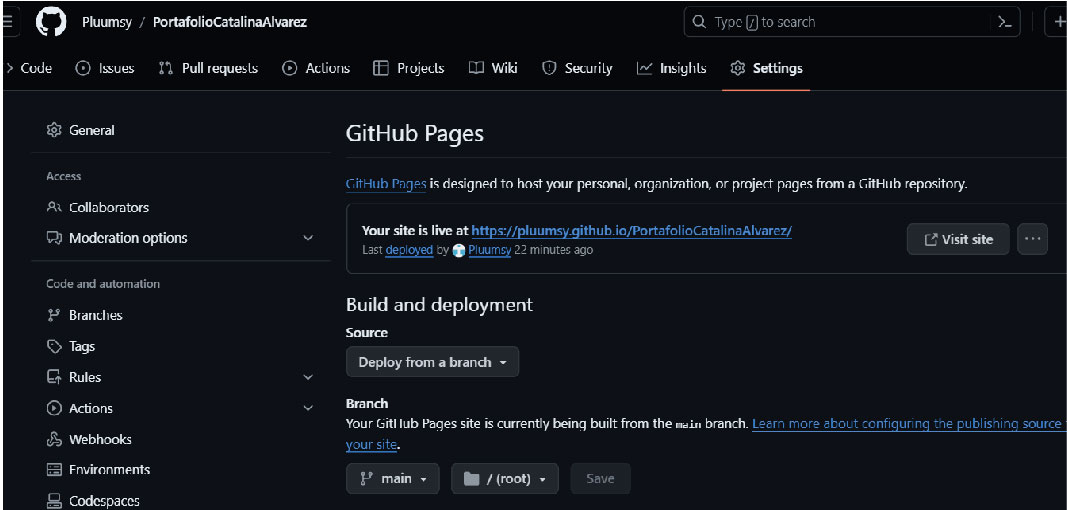 Pluumsy / PortafolioCatalinaAlvarez
Type / to search
Code Issues Pull requests Actions Projects Wiki Security Insights Settings
General
Access
Collaborators
Moderation options
Code and automation
Branches
Tags
Rules
Actions
Webhooks
Environments
Codespaces
GitHub Pages
GitHub Pages is designed to host your personal, organization, or project pages from a GitHub repository.
Your site is live at https://pluumsy.github.io/PortafolioCatalinaAlvarez/
Last deployed by Pluumsy 22 minutes ago
Visit site
Build and deployment
Source
Deploy from a branch
Branch
Your GitHub Pages site is currently being built from the main branch. Learn more about configuring the publishing source
your site.
main / (root) Save